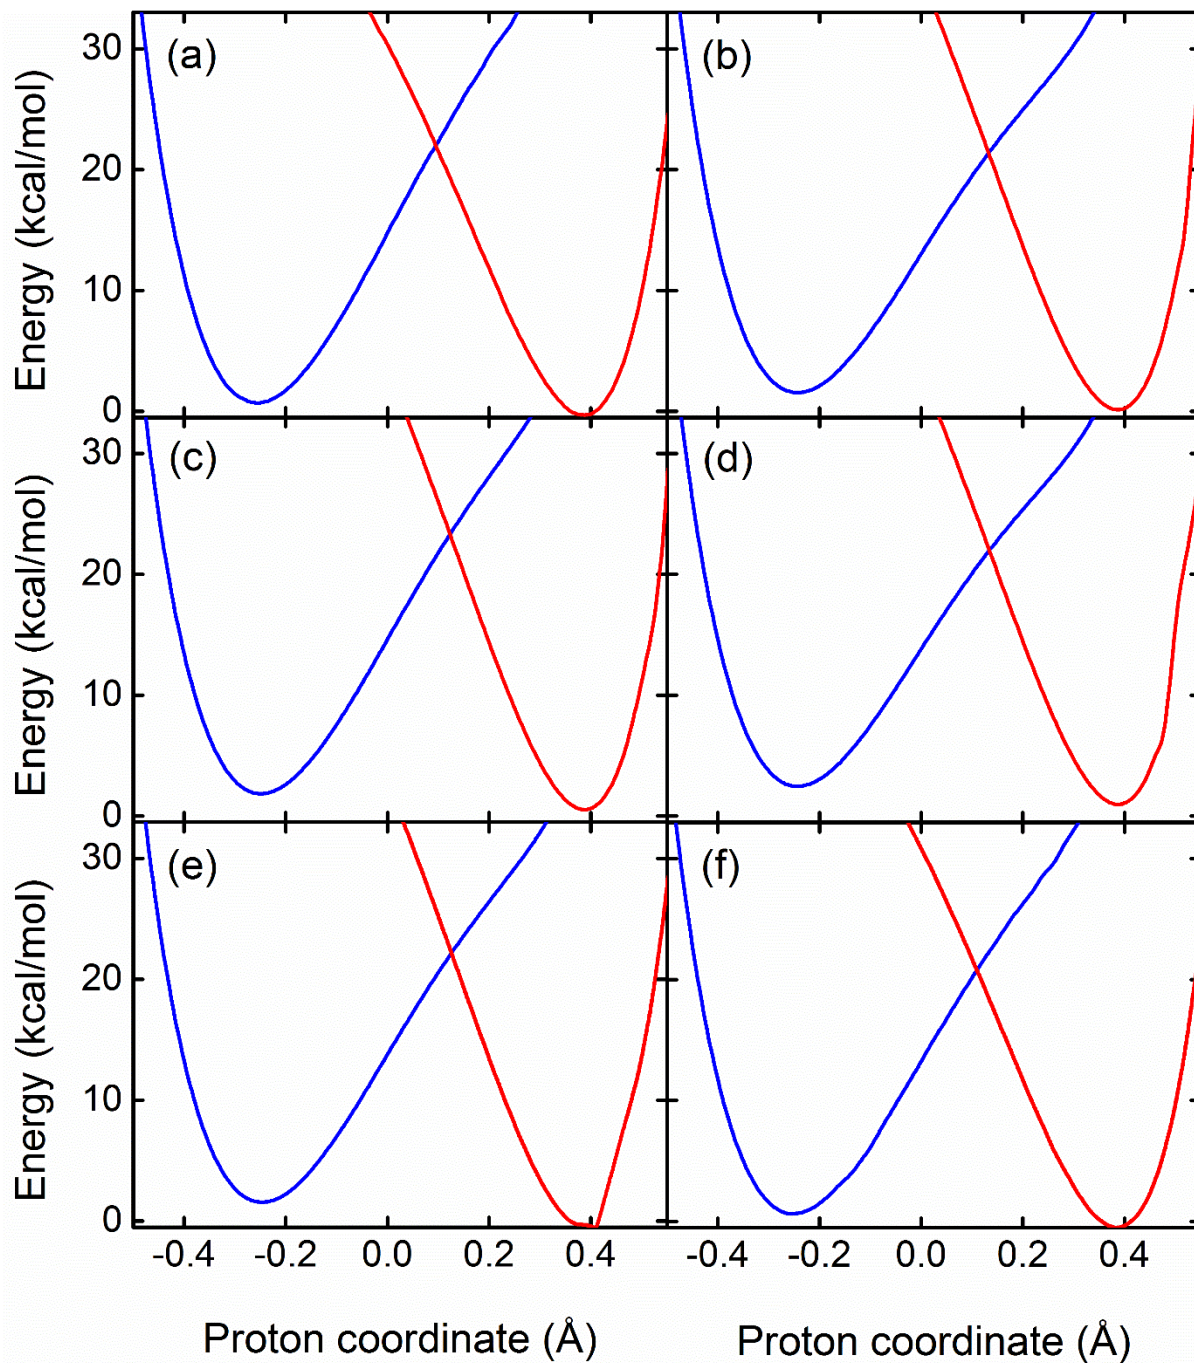 (a)
(b)
Energy (kcal/mol)
30
20
10
0
(c)
(d)
Energy (kcal/mol)
30
20
10
0
(e)
(f)
Energy (kcal/mol)
30
20
10
0
-0.4 -0.2 0.0 0.2 0.4 -0.4 -0.2 0.0 0.2 0.4
Proton coordinate (Å) Proton coordinate (Å)